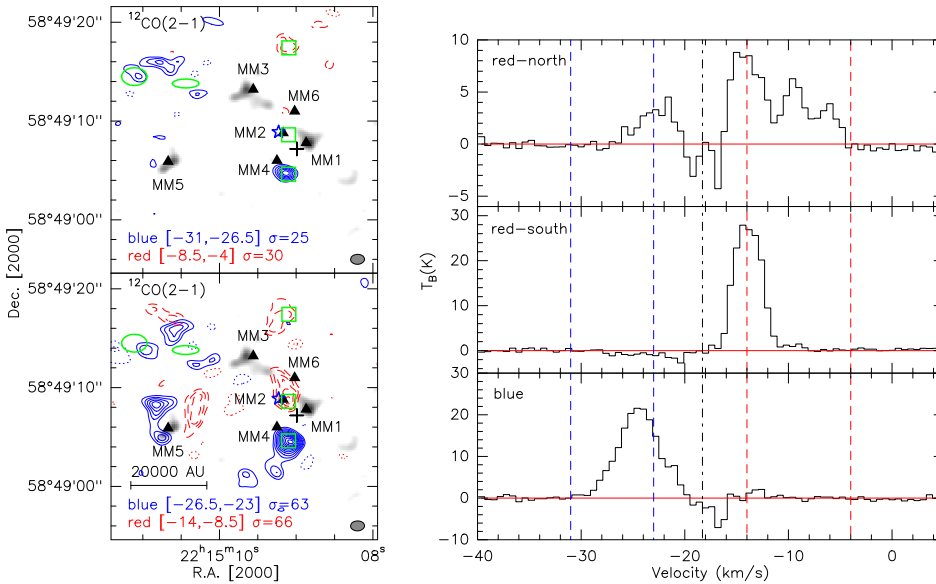 12CO(2−1)
58°49'20''
MM3
MM6
58°49'10''
MM2
MM1
MM4
MM5
58°49'00''
blue [−31,−26.5] σ=25
red [−8.5,−4] σ=30
Dec. [2000]
12CO(2−1)
58°49'20''
MM3
MM6
58°49'10''
MM2
MM1
MM4
MM5
20000 AU
58°49'00''
blue [−26.5,−23] σ=63
red [−14,−8.5] σ=66
22h15m10s
08s
R.A. [2000]
10
red−north
5
0
5
30
red−south
20
10
0
TB(K)
30
blue
20
10
0
−10
−40 −30 −20 −10 0
Velocity (km/s)